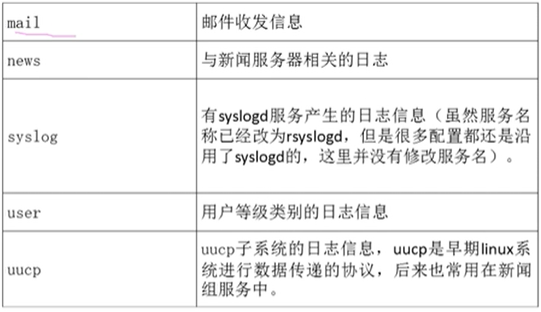 mail
邮件收发信息
news
与新闻服务器相关的日志
syslog
有syslogd服务产生的日志信息（虽然服务名
称已经改为rsyslogd，但是很多配置都还是沿
用了syslogd的，这里并没有修改服务名）。
user
用户等级类别的日志信息
uucp
uucp子系统的日志信息，uucp是早期linux系
统进行数据传递的协议，后来也常用在新闻
组服务中。